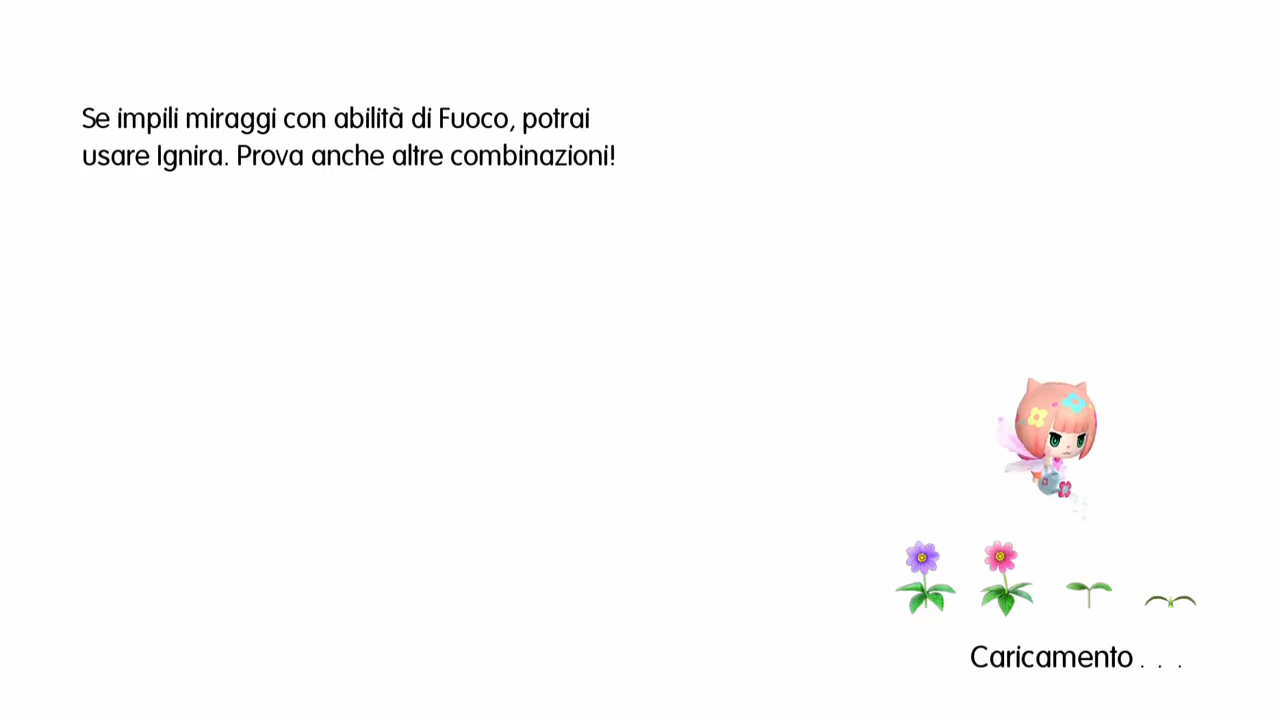 Se impili miraggi con abilità di Fuoco, potrai
usare Ignira. Prova anche altre combinazioni!
Caricamento . . .